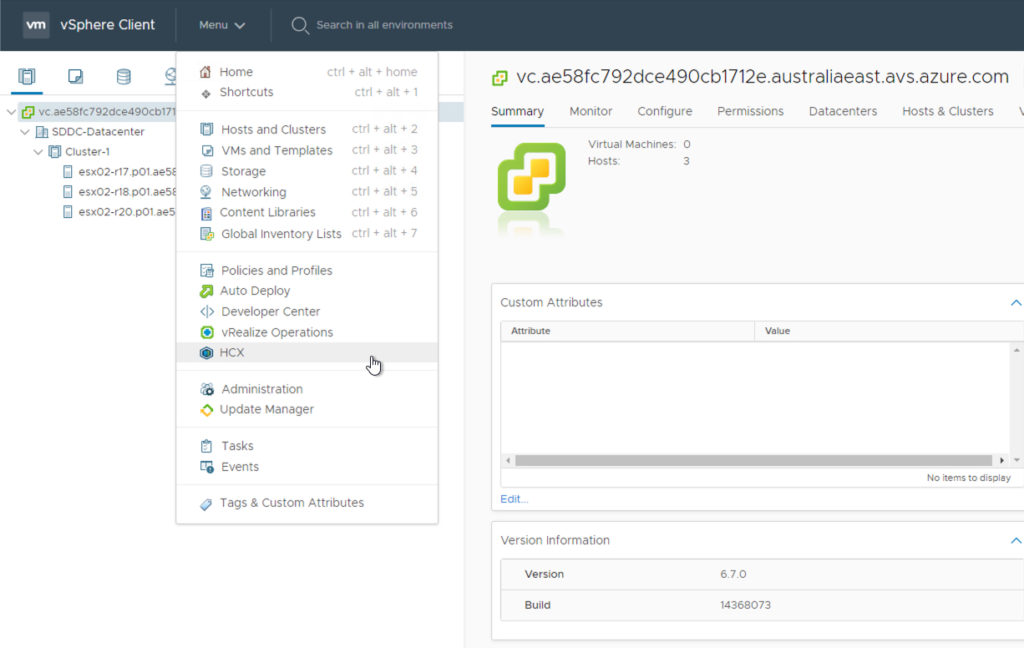 vm vSphere Client Menu Search in all environments
Home ctrl + alt + home
Shortcuts ctrl + alt + 1
Hosts and Clusters ctrl + alt + 2
VMs and Templates ctrl + alt + 3
Storage ctrl + alt + 4
Networking ctrl + alt + 5
Content Libraries ctrl + alt + 6
Global Inventory Lists ctrl + alt + 7
Policies and Profiles
Auto Deploy
Developer Center
vRealize Operations
HCX
Administration
Update Manager
Tasks
Events
Tags & Custom Attributes
vc.ae58fc792dce490cb171
SDDC-Datacenter
Cluster-1
esx02-r17.p01.ae58
esx02-r18.p01.ae58
esx02-r20.p01.ae5
vc.ae58fc792dce490cb1712e.australiaeast.avs.azure.com
Summary Monitor Configure Permissions Datacenters Hosts & Clusters
Virtual Machines: 0
Hosts: 3
Custom Attributes
Attribute Value
No items to display
Edit...
Version Information
Version 6.7.0
Build 14368073